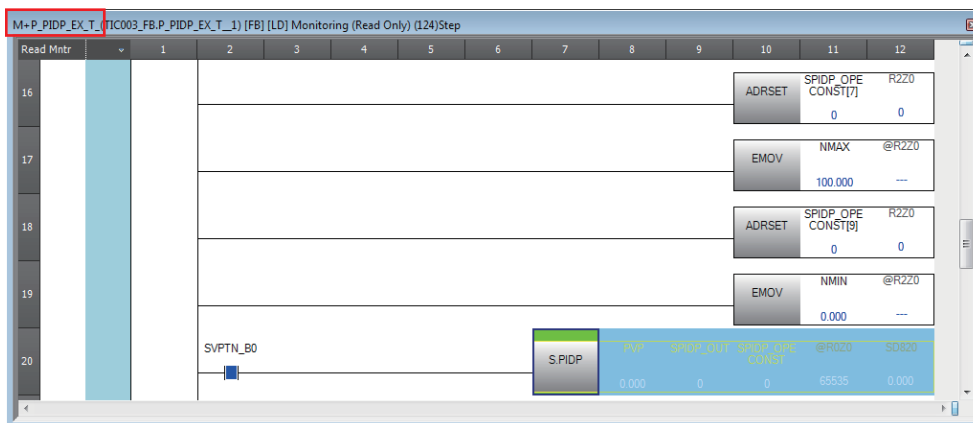 M+P_PIDP_EX_T_(TIC003_FB.P_PIDP_EX_T__1) [FB] [LD] Monitoring (Read Only) (124)Step
Read Mntr 1 2 3 4 5 6 7 8 9 10 11 12
16 ADRSET SPIDP_OPE CONST[7] R2Z0
0 0
17 EMOV NMAX @R2Z0
100.000 ---
18 ADRSET SPIDP_OPE CONST[9] R2Z0
0 0
19 EMOV NMIN @R2Z0
0.000 ---
SVPTN_B0
20 S.PIDP PVP SPIDP_OUT SPIDP_OPE CONST @R0Z0 SD820
0.000 0 0 65535 0.000